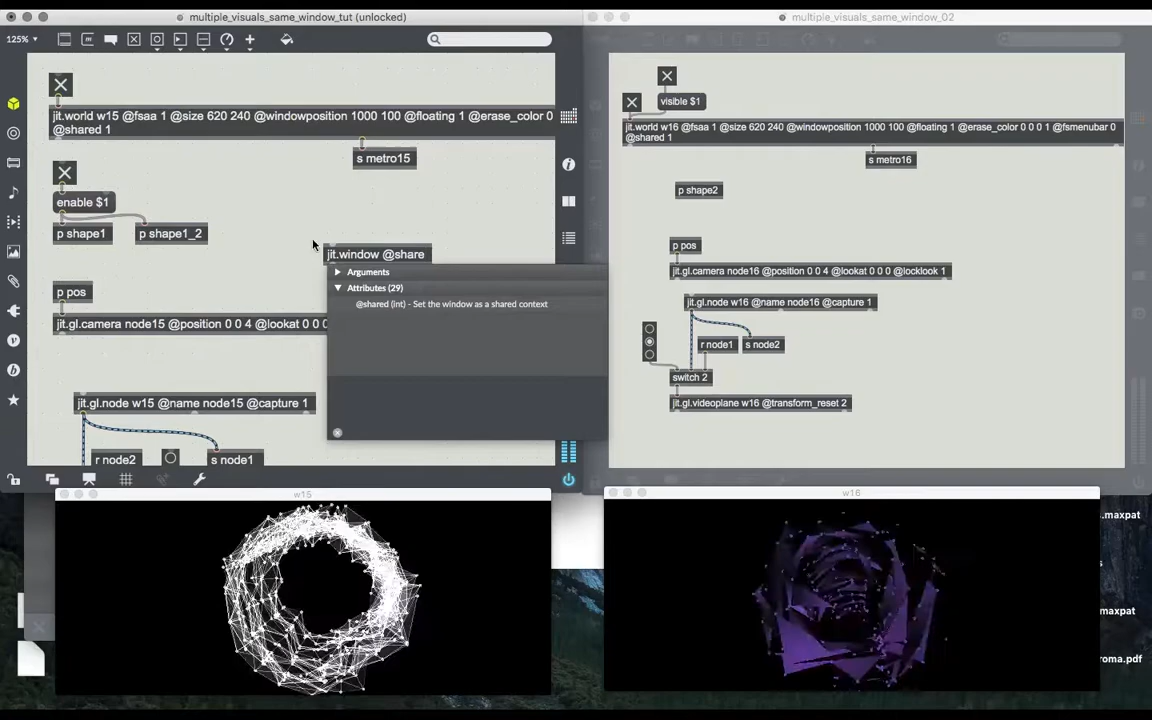 multiple_visuals_same_window_tut (unlocked)
125%
jit.world w15 @fsaa 1 @size 620 240 @windowposition 1000 100 @floating 1 @erase_color 0
@shared 1
s metro15
enable $1
p shape1
p shape1_2
jit.window @share
Arguments
Attributes (29)
@shared (int) - Set the window as a shared context
p pos
jit.gl.camera node15 @position 0 0 4 @lookat 0 0 0
jit.gl.node w15 @name node15 @capture 1
r node2
s node1
multiple_visuals_same_window_02
visible $1
jit.world w16 @fsaa 1 @size 620 240 @windowposition 1000 100 @floating 1 @erase_color 0 0 0 1 @fsmenubar 0
@shared 1
s metro16
p shape2
p pos
jit.gl.camera node16 @position 0 0 4 @lookat 0 0 0 @locklook 1
jit.gl.node w16 @name node16 @capture 1
r node1
s node2
switch 2
jit.gl.videoplane w16 @transform_reset 2
w15
w16
s.maxpat
maxpat
roma.pdf